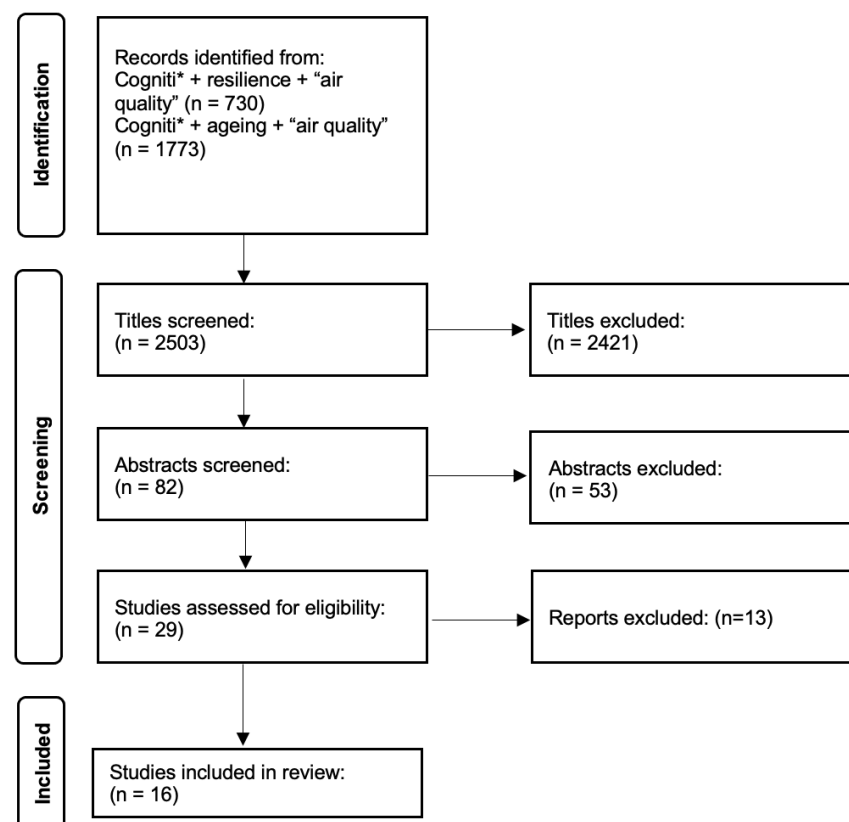 Identification
Records identified from:
Cogniti* + resilience + “air
quality” (n = 730)
Cogniti* + ageing + “air quality”
(n = 1773)
Screening
Titles screened:
(n = 2503)
Titles excluded:
(n = 2421)
Abstracts screened:
(n = 82)
Abstracts excluded:
(n = 53)
Studies assessed for eligibility:
(n = 29)
Reports excluded: (n=13)
Included
Studies included in review:
(n = 16)